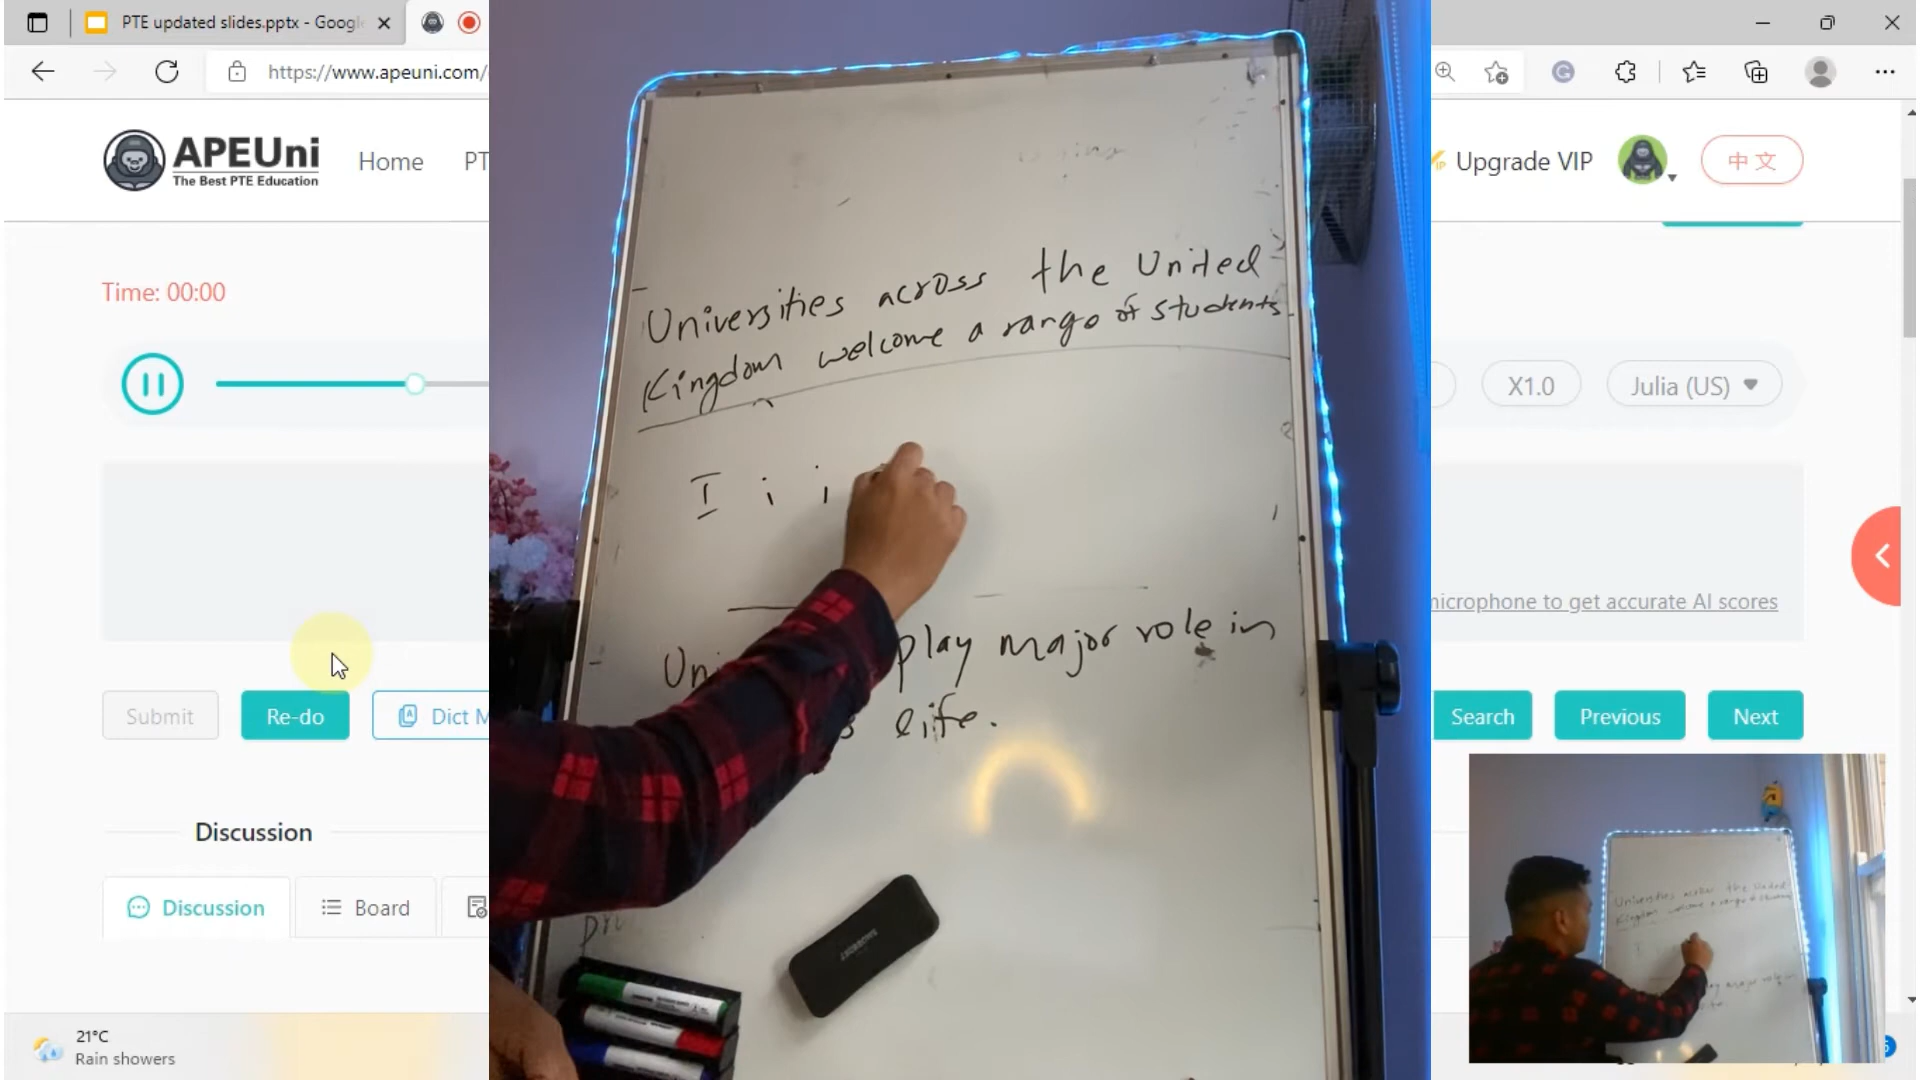 PTE updated slides.pptx - Googl
https://www.apeuni.com/
APEUni
The Best PTE Education
Home
PT
Upgrade VIP
中文
Time: 00:00
X1.0
Julia (US)
Universities across the United
Kingdom welcome a range of students
I i i
play major role in
life.
microphone to get accurate AI scores
Submit
Re-do
Dict M
Search
Previous
Next
Discussion
Discussion
Board
21°C
Rain showers